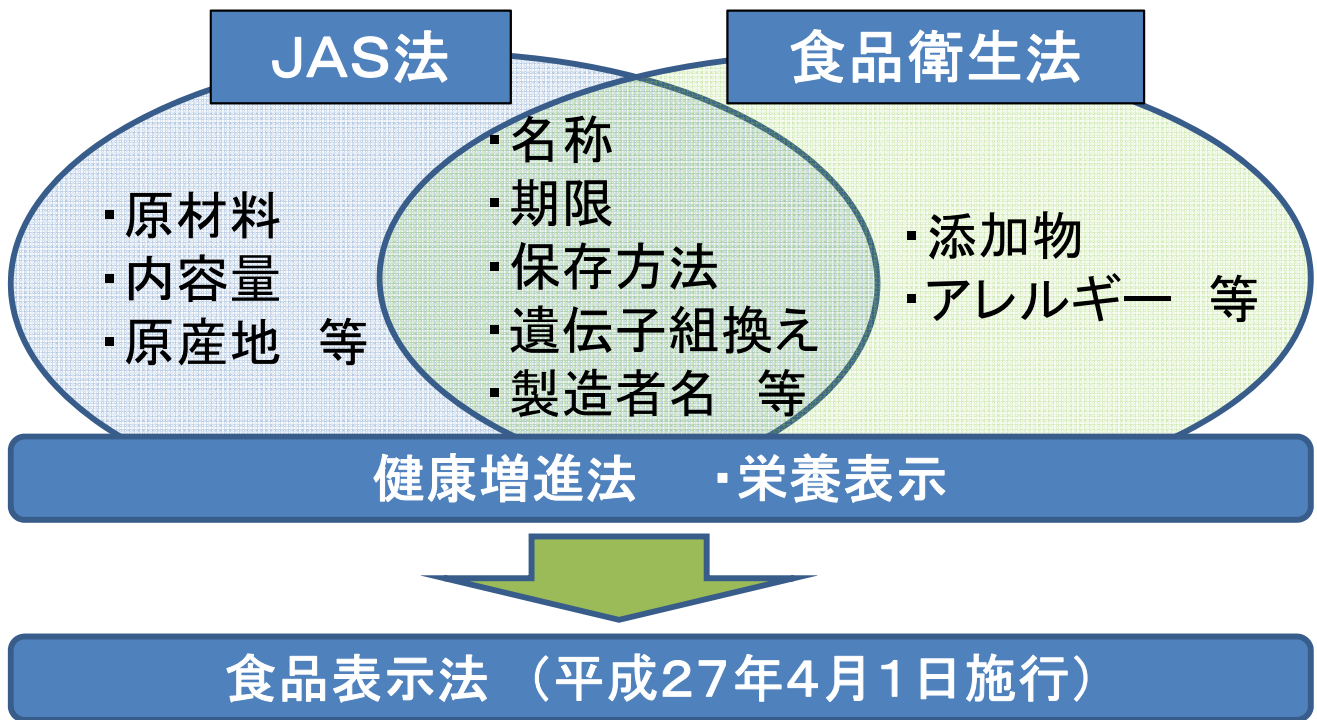 JAS法
食品衛生法
・原材料
・内容量
・原産地　等
・名称
・期限
・保存方法
・遺伝子組換え
・製造者名　等
・添加物
・アレルギー　等
健康増進法　・栄養表示
食品表示法（平成27年4月1日施行）